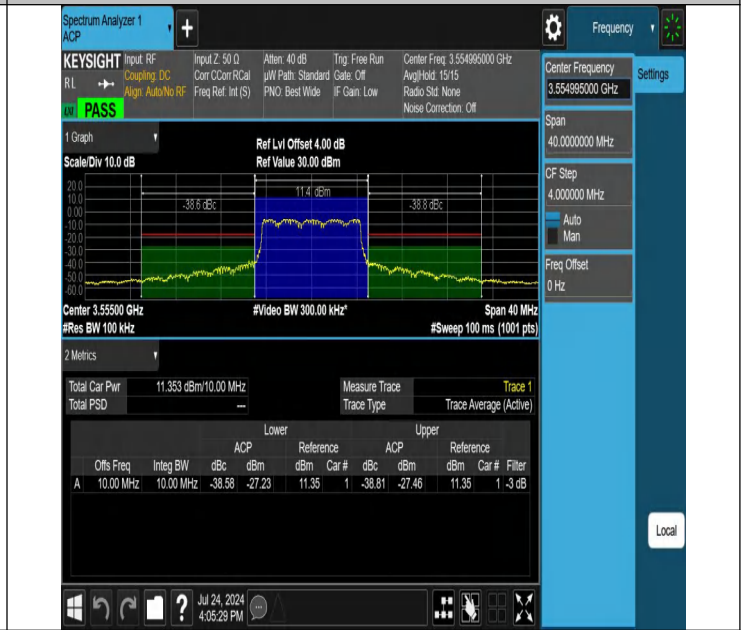 Spectrum Analyzer 1
ACP
Frequency
KEYSIGHT
RL
PASS
Input: RF
Coupling: DC
Align: Auto/No RF
Input Z: 50 Ω
Corr CCorr RCal
Freq Ref: Int (S)
Atten: 40 dB
µW Path: Standard
PNO: Best Wide
Trig: Free Run
Gate: Off
IF Gain: Low
Center Freq: 3.554995000 GHz
Avg|Hold: 15/15
Radio Std: None
Noise Correction: Off
Center Frequency
3.554995000 GHz
Settings
Span
40.0000000 MHz
CF Step
4.000000 MHz
Auto
Man
Freq Offset
0 Hz
1 Graph
Scale/Div 10.0 dB
Ref Lvl Offset 4.00 dB
Ref Value 30.00 dBm
20.0
10.0
0.00
-10.0
-20.0
-30.0
-40.0
-50.0
-60.0
-38.6 dBc
11.4 dBm
-38.8 dBc
Center 3.55500 GHz
#Video BW 300.00 kHz*
Span 40 MHz
#Res BW 100 kHz
#Sweep 100 ms (1001 pts)
2 Metrics
Total Car Pwr 11.353 dBm/10.00 MHz
Total PSD ---
Measure Trace Trace 1
Trace Type Trace Average (Active)
Lower Upper
ACP Reference ACP Reference
Offs Freq Integ BW dBc dBm dBm Car # dBc dBm dBm Car # Filter
A 10.00 MHz 10.00 MHz -38.58 -27.23 11.35 1 -38.81 -27.46 11.35 1 -3 dB
Local
Jul 24, 2024
4:05:29 PM